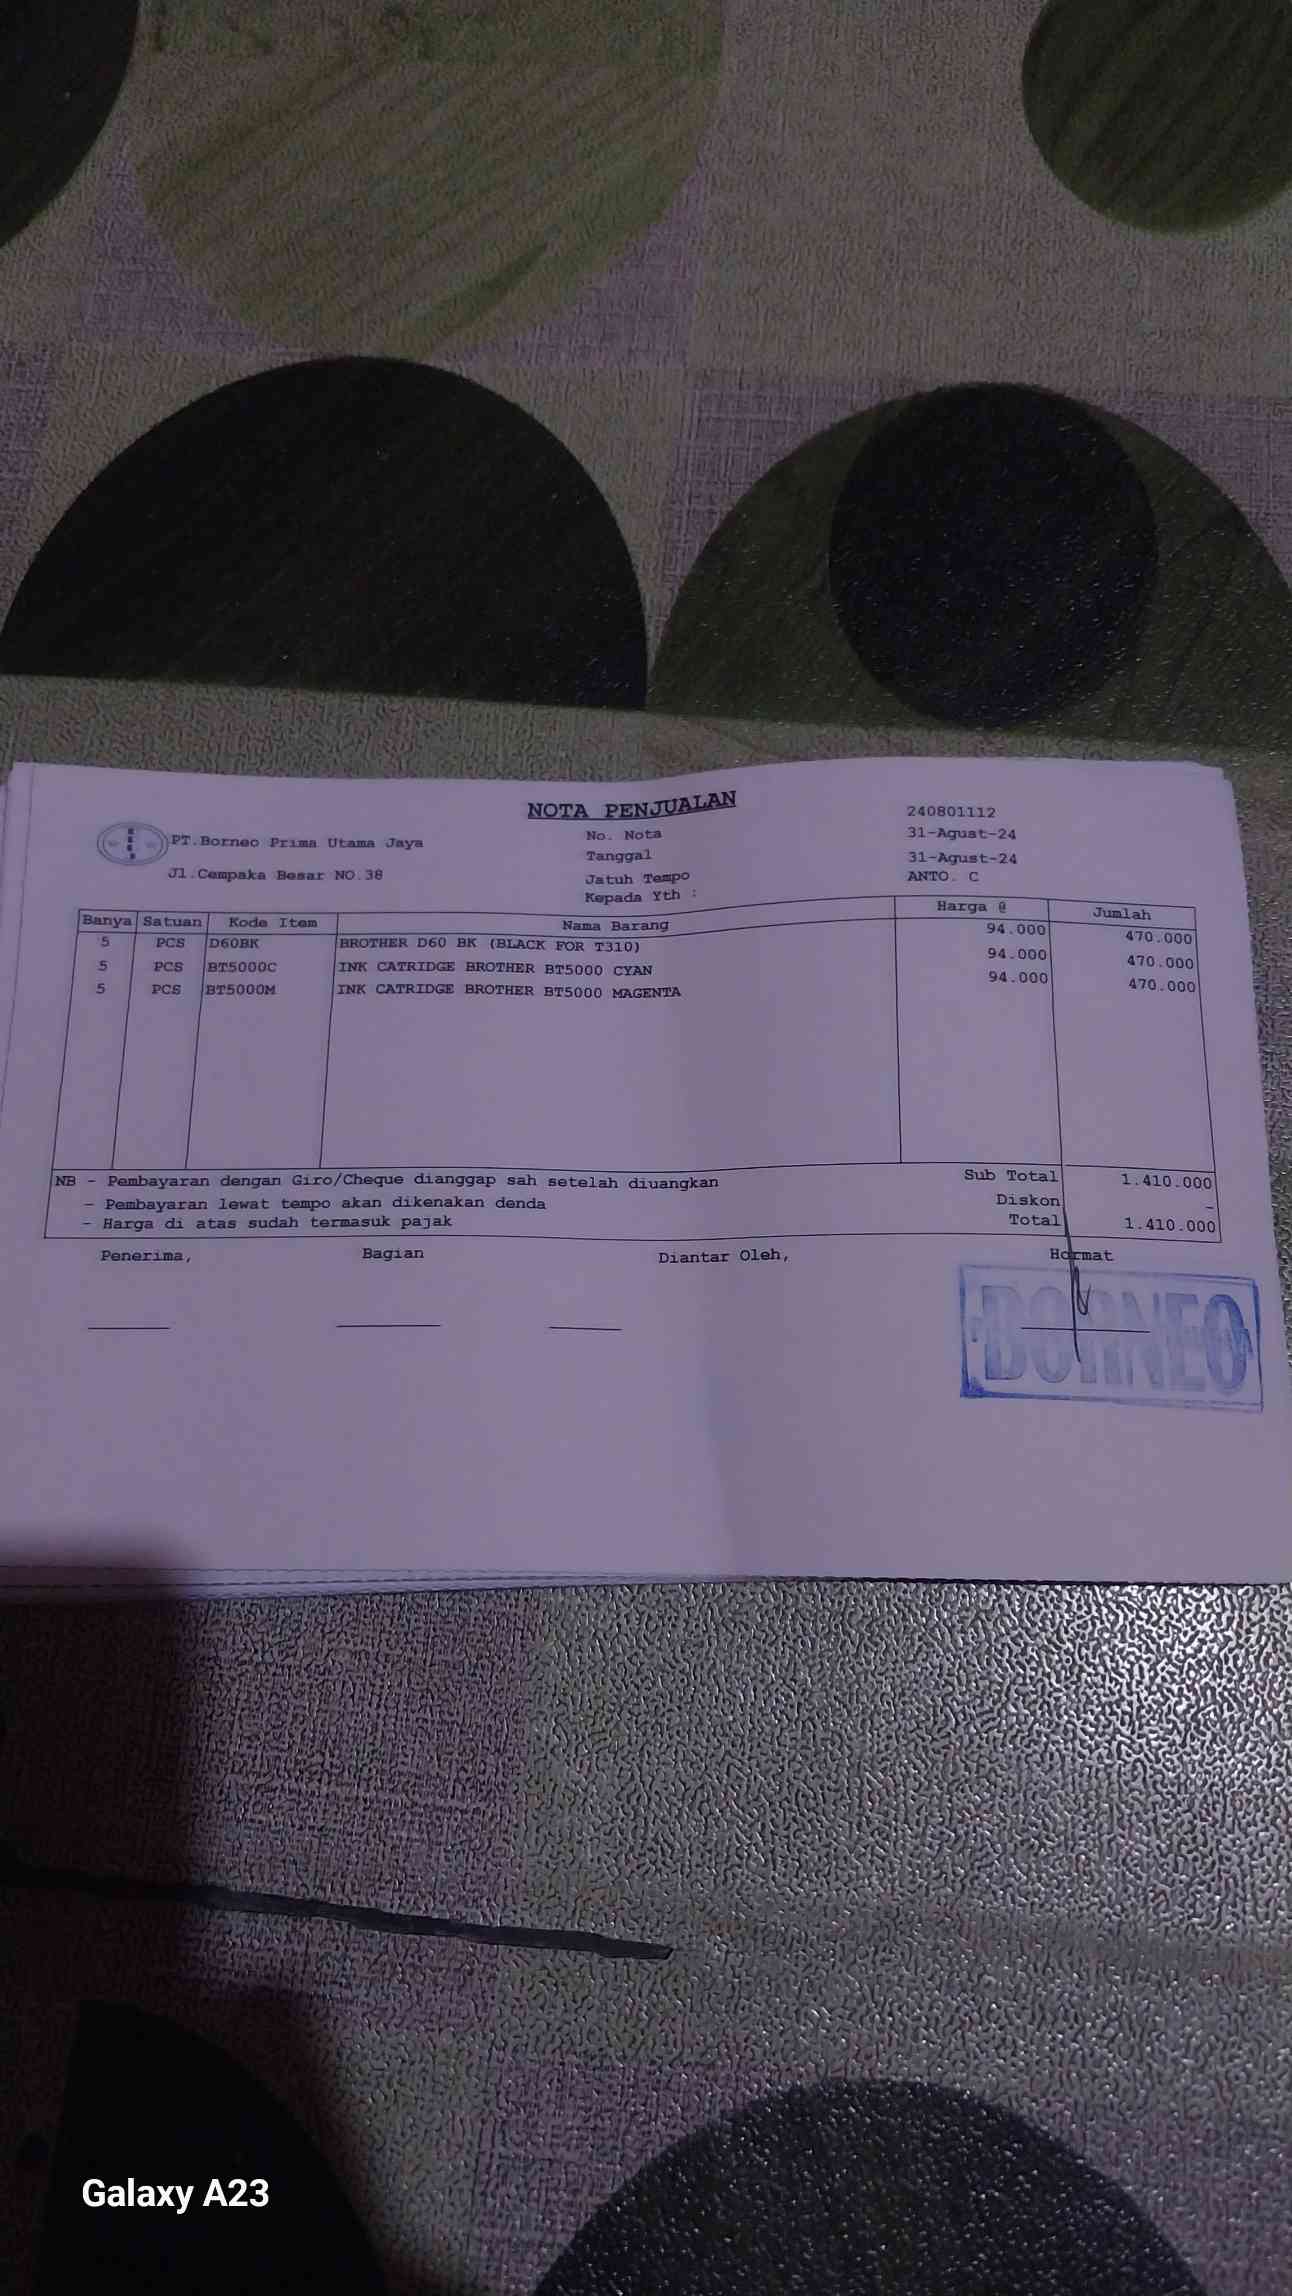 NOTA PENJUALAN
PT.Borneo Prima Utama Jaya
Jl.Cempaka Besar NO.38
No. Nota 240801112
Tanggal 31-Agust-24
Jatuh Tempo 31-Agust-24
Kepada Yth : ANTO. C
Banya Satuan Kode Item Nama Barang Harga @ Jumlah
5 PCS D60BK BROTHER D60 BK (BLACK FOR T310) 94.000 470.000
5 PCS BT5000C INK CATRIDGE BROTHER BT5000 CYAN 94.000 470.000
5 PCS BT5000M INK CATRIDGE BROTHER BT5000 MAGENTA 94.000 470.000
NB - Pembayaran dengan Giro/Cheque dianggap sah setelah diuangkan Sub Total 1.410.000
- Pembayaran lewat tempo akan dikenakan denda Diskon -
- Harga di atas sudah termasuk pajak Total 1.410.000
Penerima, Bagian Diantar Oleh, Hormat
BORNEO
Galaxy A23